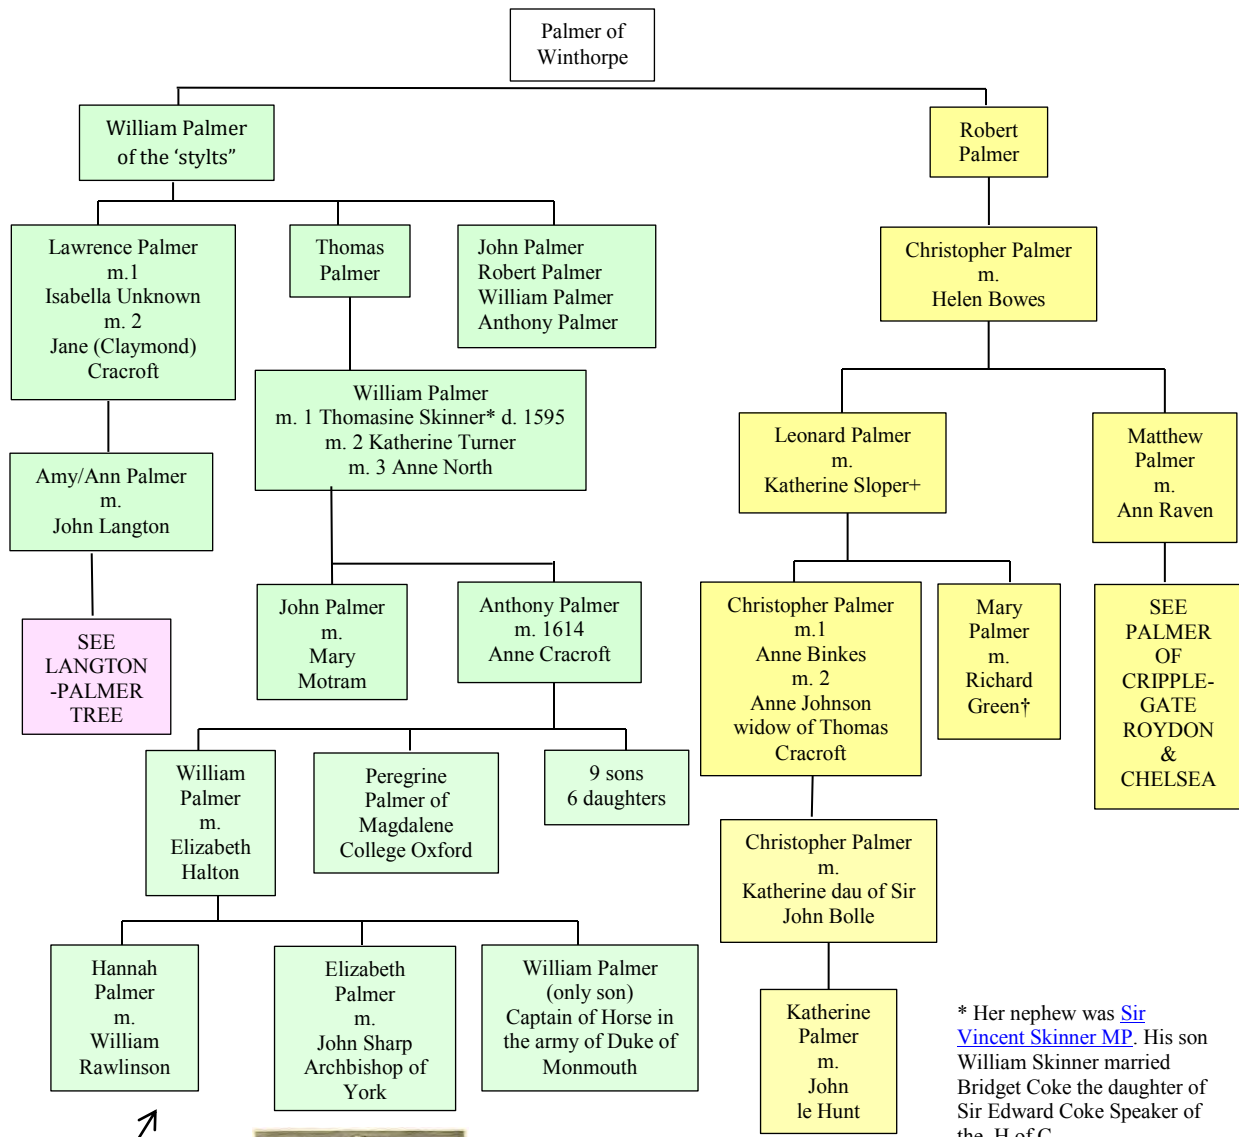 Palmer of
Winthorpe
William Palmer
of the ‘stylts”
Robert
Palmer
Lawrence Palmer
m.1
Isabella Unknown
m. 2
Jane (Claymond)
Cracroft
Thomas
Palmer
John Palmer
Robert Palmer
William Palmer
Anthony Palmer
Christopher Palmer
m.
Helen Bowes
William Palmer
m. 1 Thomasine Skinner* d. 1595
m. 2 Katherine Turner
m. 3 Anne North
Leonard Palmer
m.
Katherine Sloper+
Matthew
Palmer
m.
Ann Raven
Amy/Ann Palmer
m.
John Langton
John Palmer
m.
Mary
Motram
Anthony Palmer
m. 1614
Anne Cracroft
Christopher Palmer
m.1
Anne Binkes
m. 2
Anne Johnson
widow of Thomas
Cracroft
Mary
Palmer
m.
Richard
Green†
SEE
PALMER
OF
CRIPPLE-
GATE
ROYDON
&
CHELSEA
SEE
LANGTON
-PALMER
TREE
William
Palmer
m.
Elizabeth
Halton
Peregrine
Palmer of
Magdalene
College Oxford
9 sons
6 daughters
Christopher Palmer
m.
Katherine dau of Sir
John Bolle
Hannah
Palmer
m.
William
Rawlinson
Elizabeth
Palmer
m.
John Sharp
Archbishop of
York
William Palmer
(only son)
Captain of Horse in
the army of Duke of
Monmouth
Katherine
Palmer
m.
John
le Hunt
* Her nephew was Sir
Vincent Skinner MP. His son
William Skinner married
Bridget Coke the daughter of
Sir Edward Coke Speaker of
the H of C